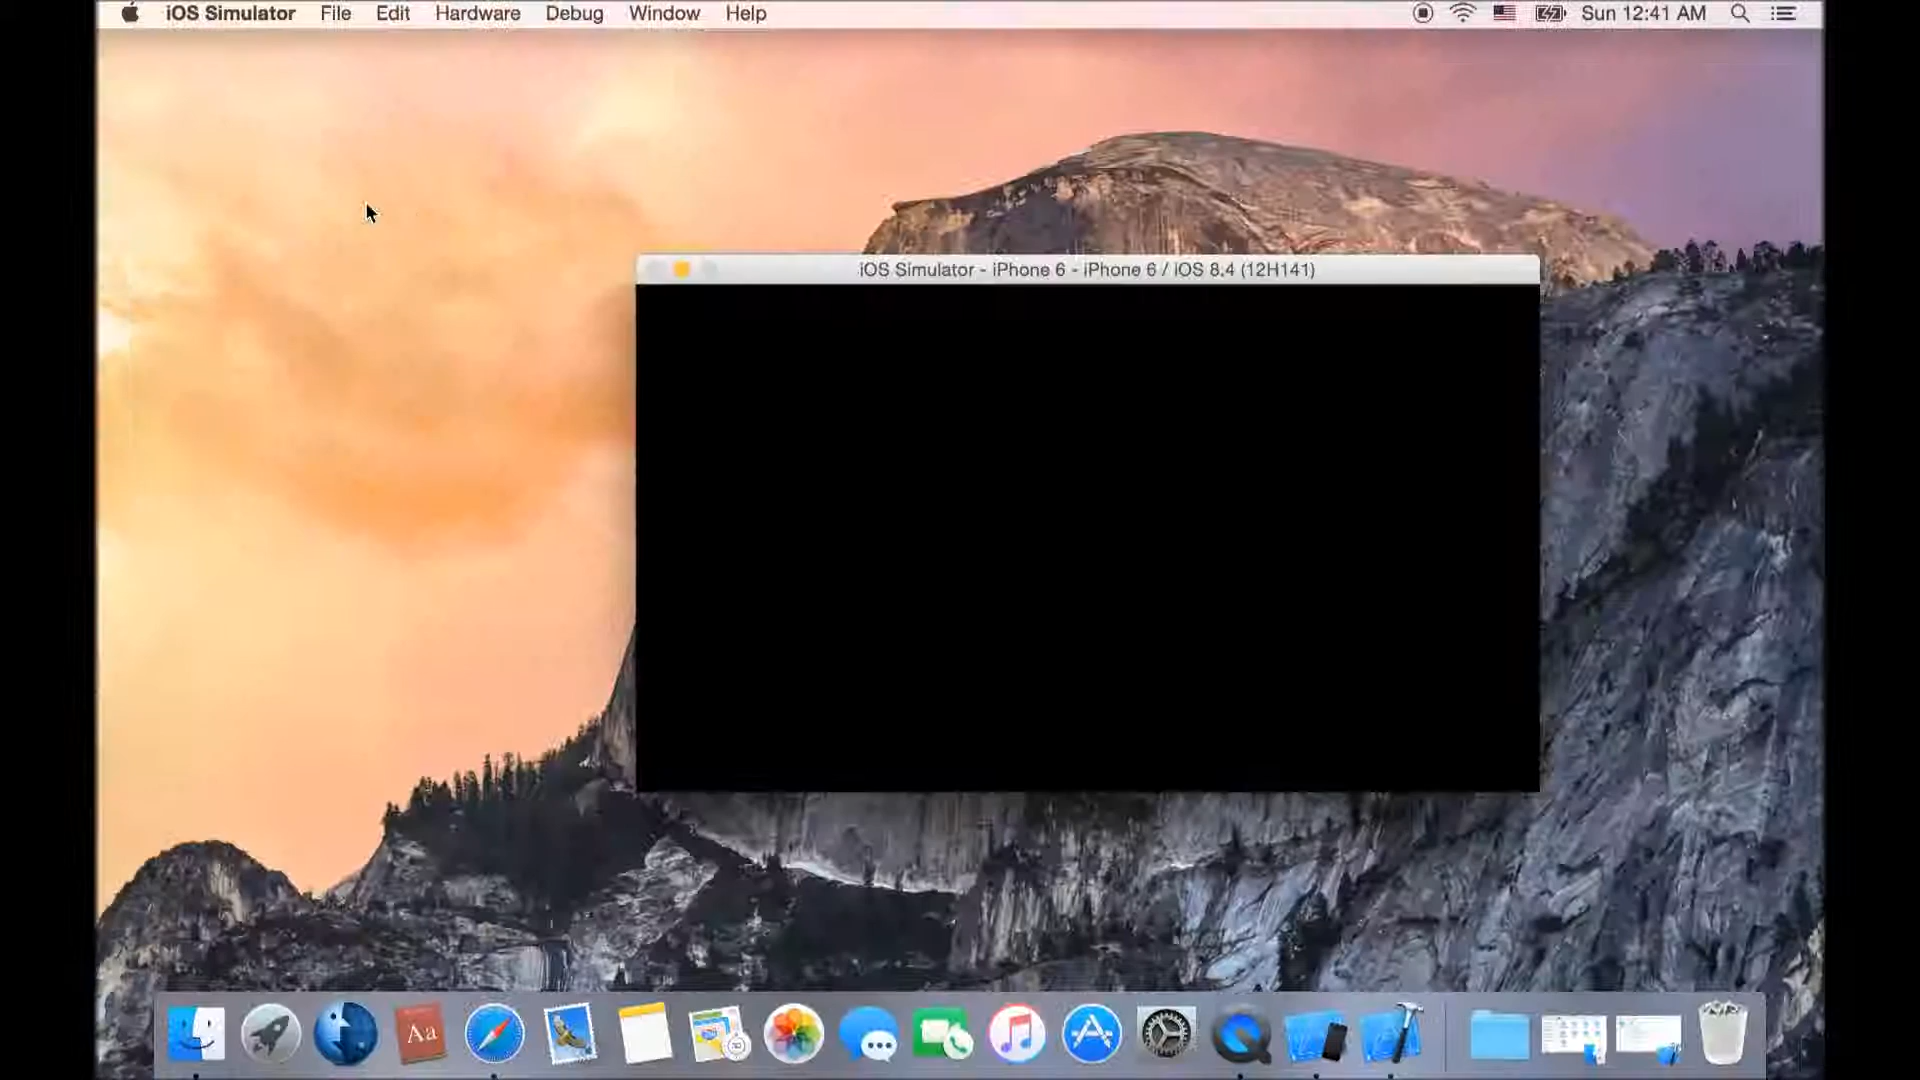 iOS Simulator File Edit Hardware Debug Window Help Sun 12:41 AM
iOS Simulator - iPhone 6 - iPhone 6 / iOS 8.4 (12H141)
Aa